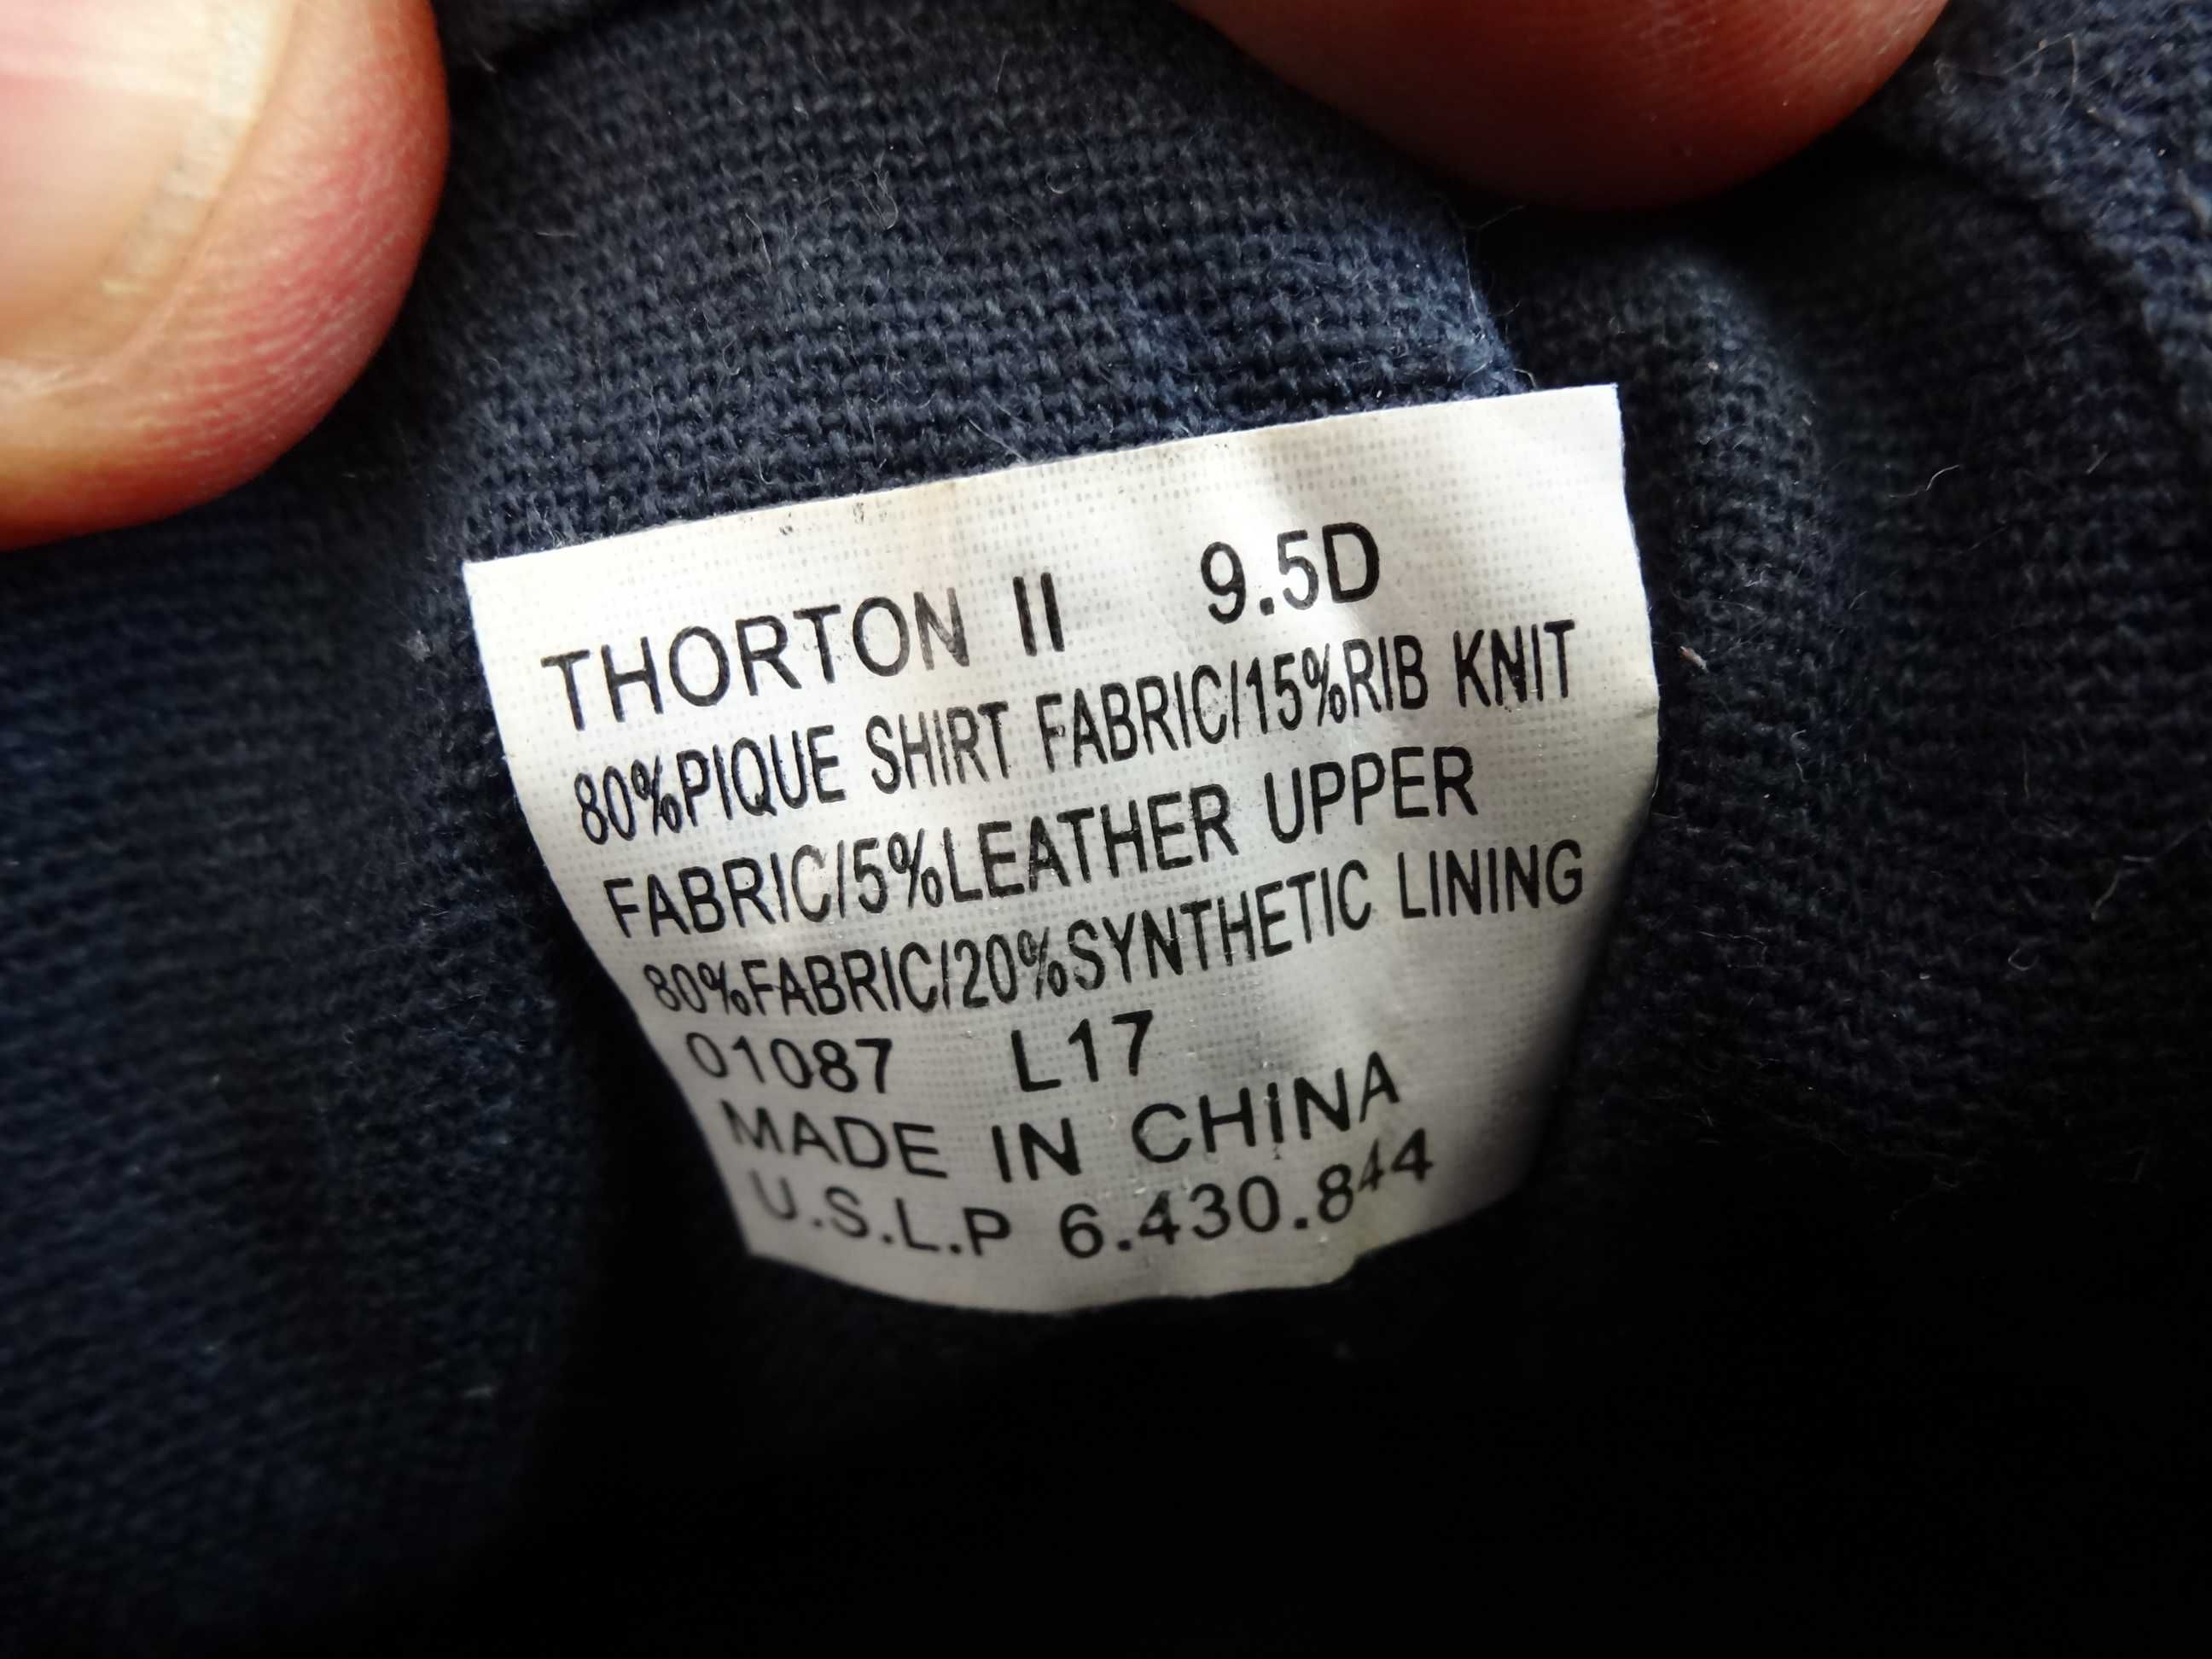 THORTON II 9.5D
80%PIQUE SHIRT FABRIC/15%RIB KNIT
FABRIC/5%LEATHER UPPER
80%FABRIC/20%SYNTHETIC LINING
01087 L17
MADE IN CHINA
U.S.L.P 6.430.844